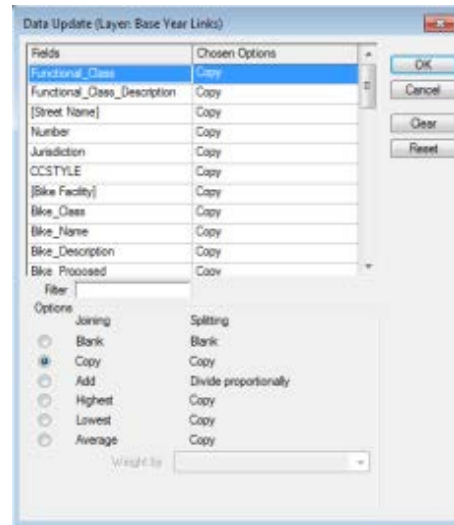 Data Update (Layer: Base Year Links)
Fields Chosen Options
OK
Functional_Class Copy
Functional_Class_Description Copy
Cancel
[Street Name] Copy
Clear
Number Copy
Jurisdiction Copy
Reset
CCSTYLE Copy
[Bike Facility] Copy
Bike_Class Copy
Bike_Name Copy
Bike_Description Copy
Bike_Proposed Copy
Filter
Options
Joining Splitting
Blank Blank
Copy Copy
Add Divide proportionally
Highest Copy
Lowest Copy
Average Copy
Weight by